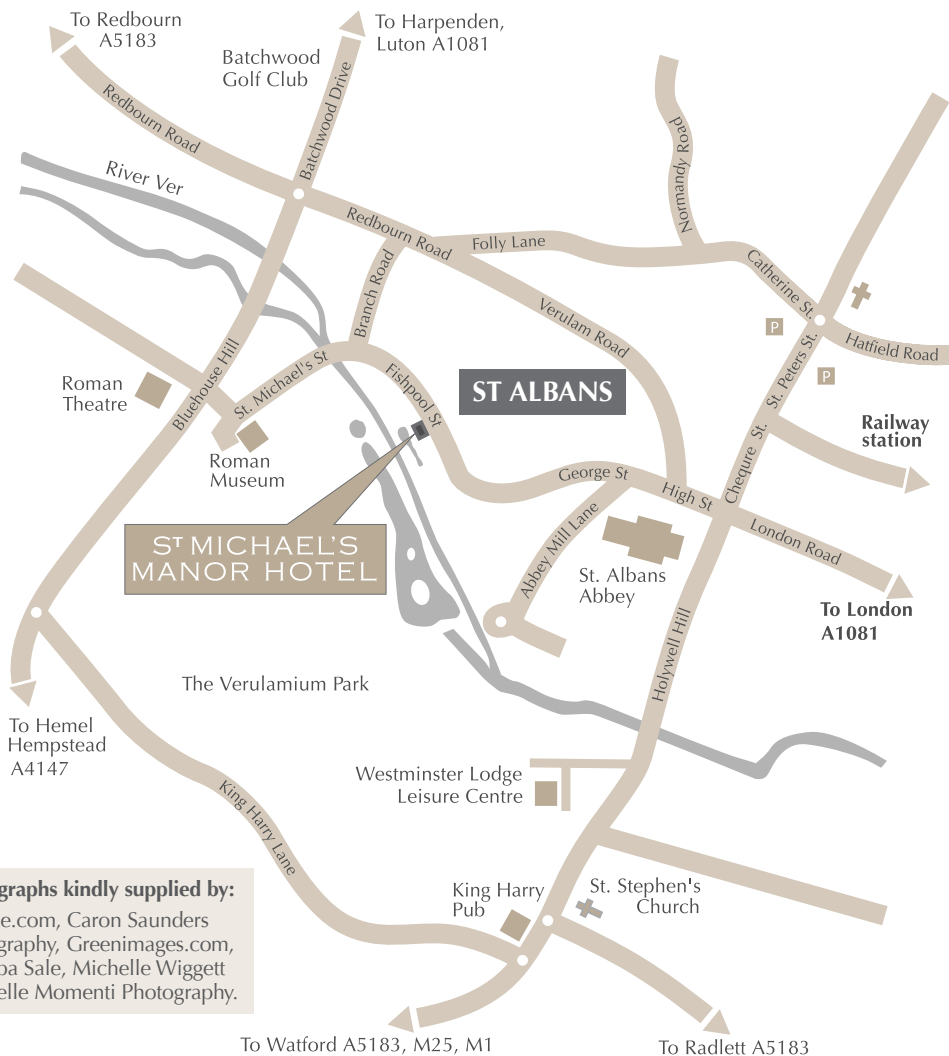 To Redbourn
A5183
To Harpenden,
Luton A1081
Batchwood
Golf Club
Batchwood Drive
Redbourn Road
River Ver
Normandy Road
Redbourn Road
Folly Lane
Branch Road
Catherine St.
Verulam Road
P
Hatfield Road
St. Peters St.
P
Bluehouse Hill
St. Michael's St
Fishpool St
ST ALBANS
Roman
Theatre
Roman
Museum
Railway
station
Chequre St.
George St
High St
London Road
ST MICHAEL'S
MANOR HOTEL
Abbey Mill Lane
St. Albans
Abbey
To London
A1081
Holywell Hill
The Verulamium Park
To Hemel
Hempstead
A4147
Westminster Lodge
Leisure Centre
King Harry Lane
King Harry
Pub
St. Stephen's
Church
graphs kindly supplied by:
e.com, Caron Saunders
graphy, Greenimages.com,
ba Sale, Michelle Wiggett
elle Momenti Photography.
To Watford A5183, M25, M1
To Radlett A5183